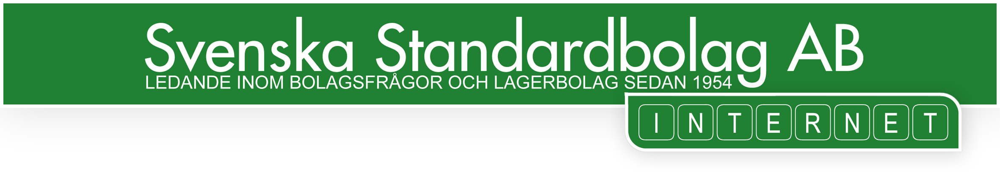 Svenska Standardbolag AB
LEDANDE INOM BOLAGSFRÅGOR OCH LAGERBOLAG SEDAN 1954
INTERNET